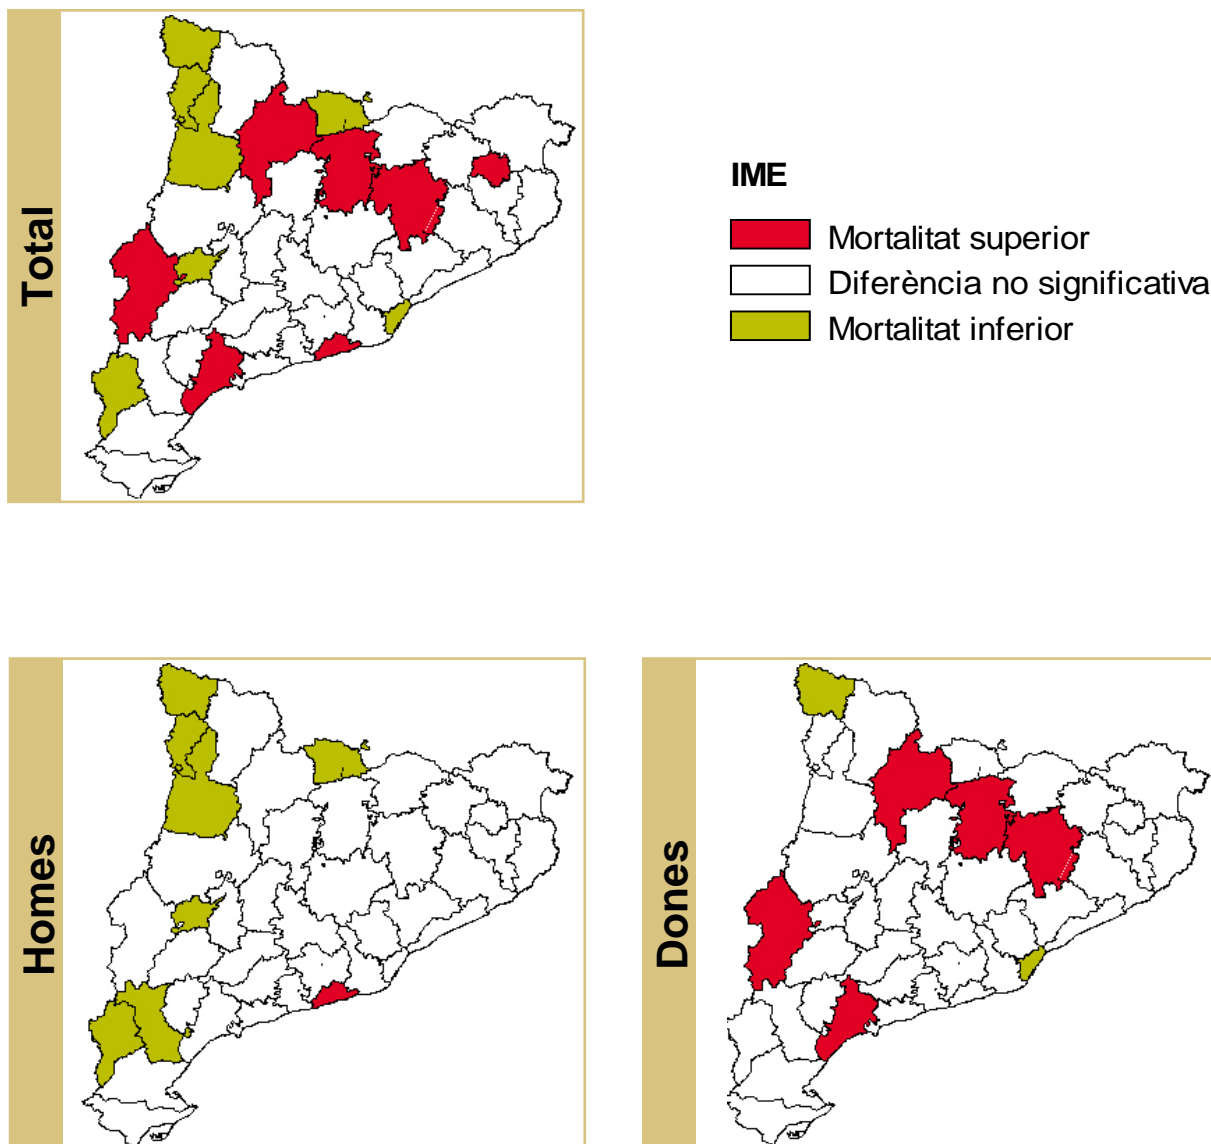 Total
IME
Mortalitat superior
Diferència no significativa
Mortalitat inferior
Homes
Dones